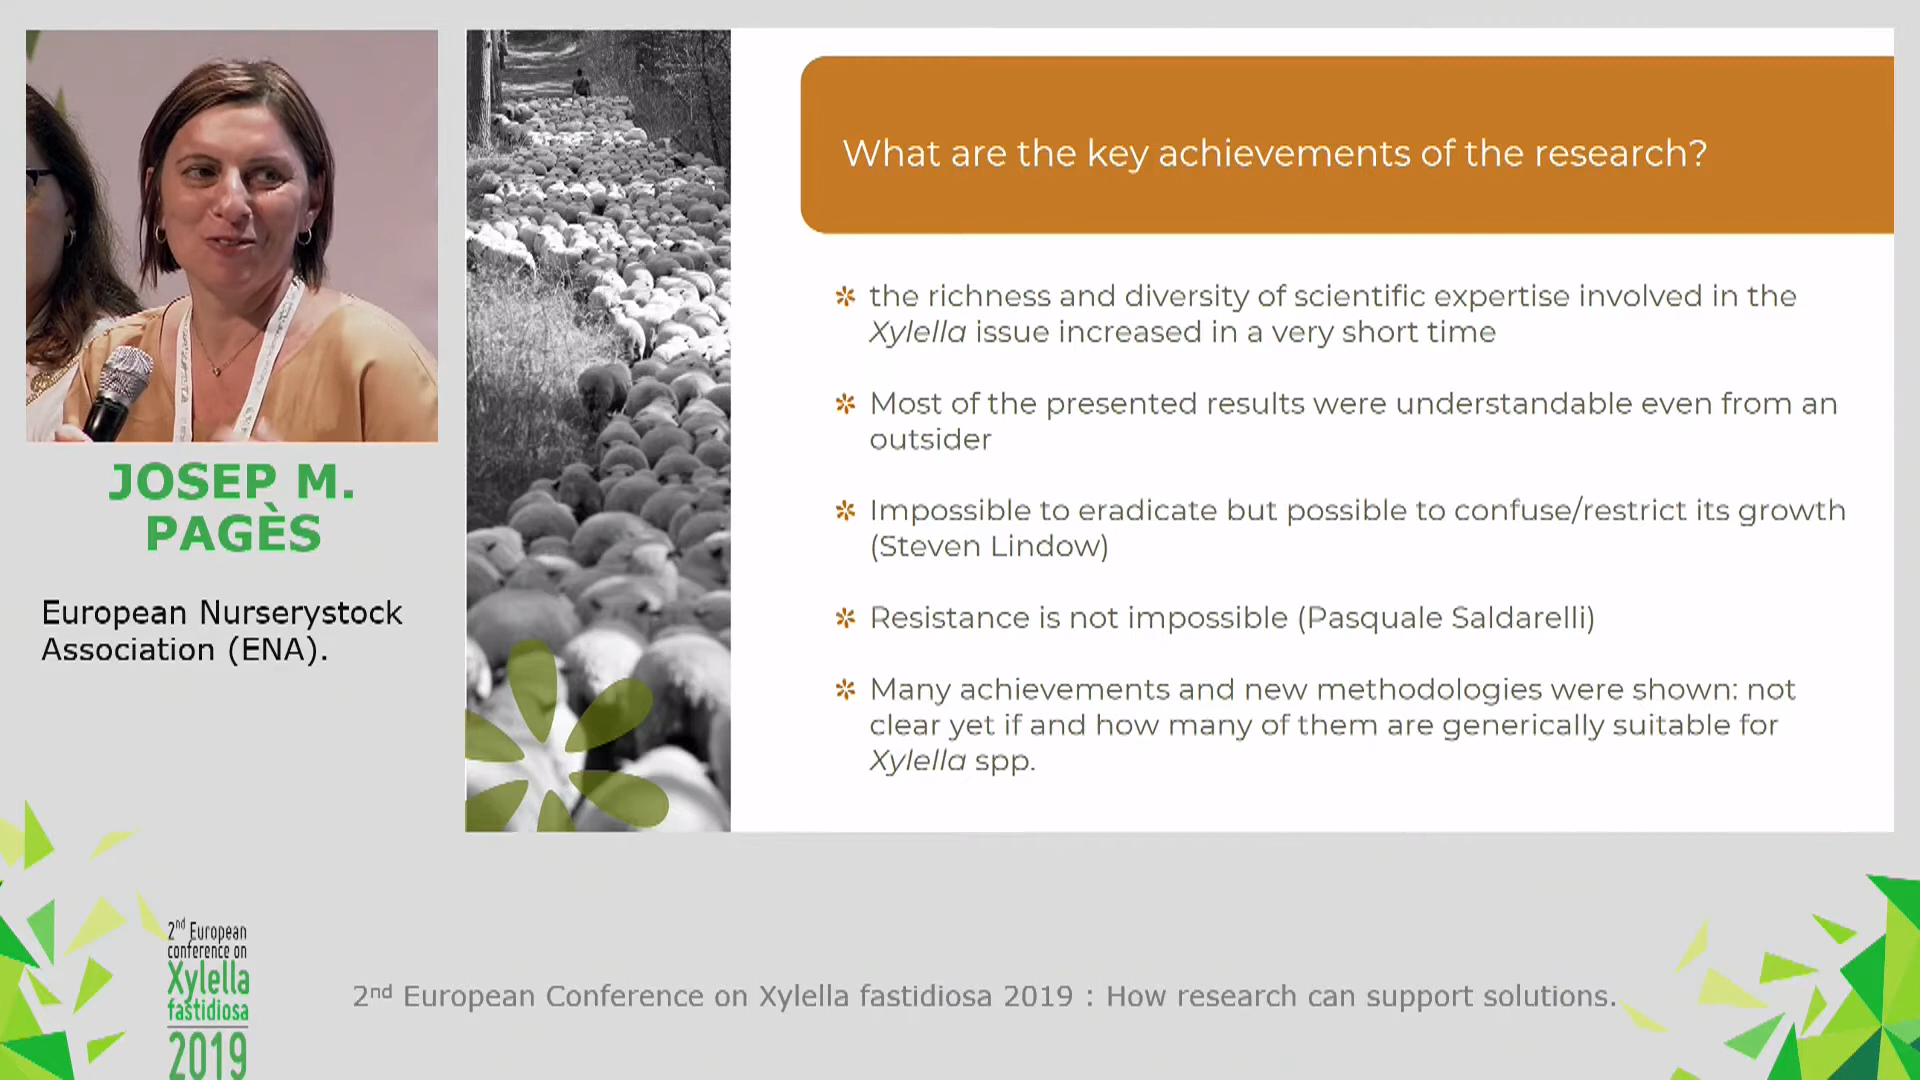 JOSEP M.
PAGÈS
European Nurserystock
Association (ENA).
What are the key achievements of the research?
the richness and diversity of scientific expertise involved in the
Xylella issue increased in a very short time
Most of the presented results were understandable even from an
outsider
Impossible to eradicate but possible to confuse/restrict its growth
(Steven Lindow)
Resistance is not impossible (Pasquale Saldarelli)
Many achievements and new methodologies were shown: not
clear yet if and how many of them are generically suitable for
Xylella spp.
2nd European
conference on
Xylella
fastidiosa
2019
2nd European Conference on Xylella fastidiosa 2019 : How research can support solutions.